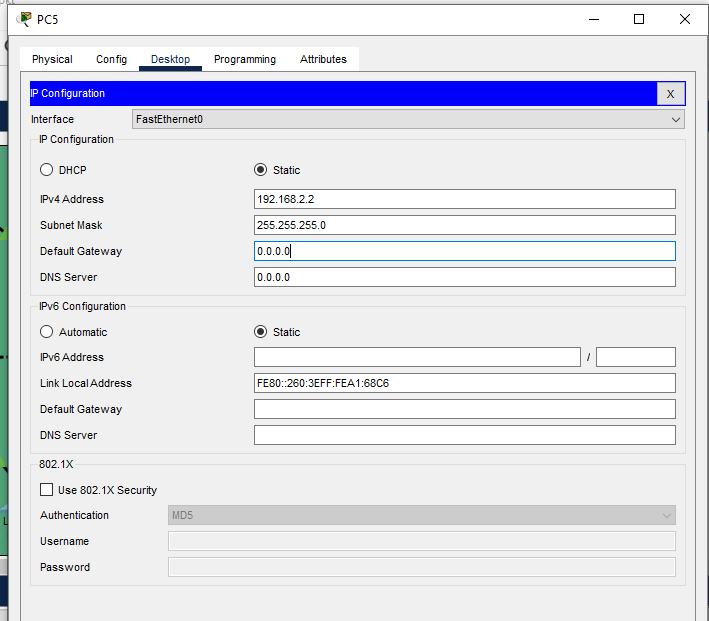 PC5
Physical Config Desktop Programming Attributes
IP Configuration X
Interface FastEthernet0
IP Configuration
DHCP Static
IPv4 Address 192.168.2.2
Subnet Mask 255.255.255.0
Default Gateway 0.0.0.0
DNS Server 0.0.0.0
IPv6 Configuration
Automatic Static
IPv6 Address /
Link Local Address FE80::260:3EFF:FEA1:68C6
Default Gateway
DNS Server
802.1X
Use 802.1X Security
Authentication MD5
Username
Password